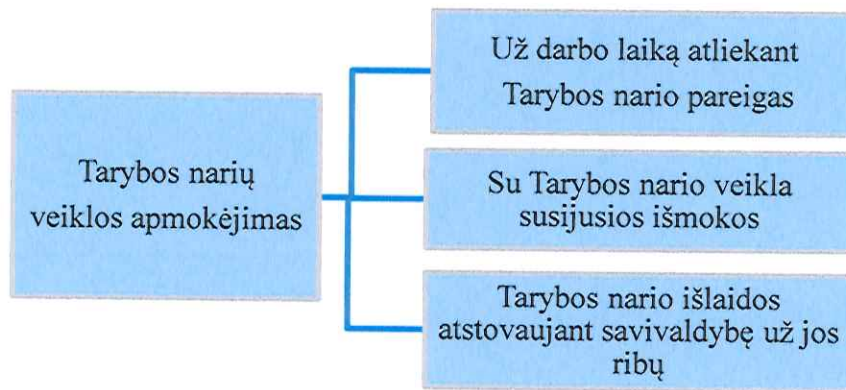 Tarybos narių
veiklos apmokėjimas
Už darbo laiką atliekant
Tarybos nario pareigas
Su Tarybos nario veikla
susijusios išmokos
Tarybos nario išlaidos
atstovaujant savivaldybę už jos
ribų